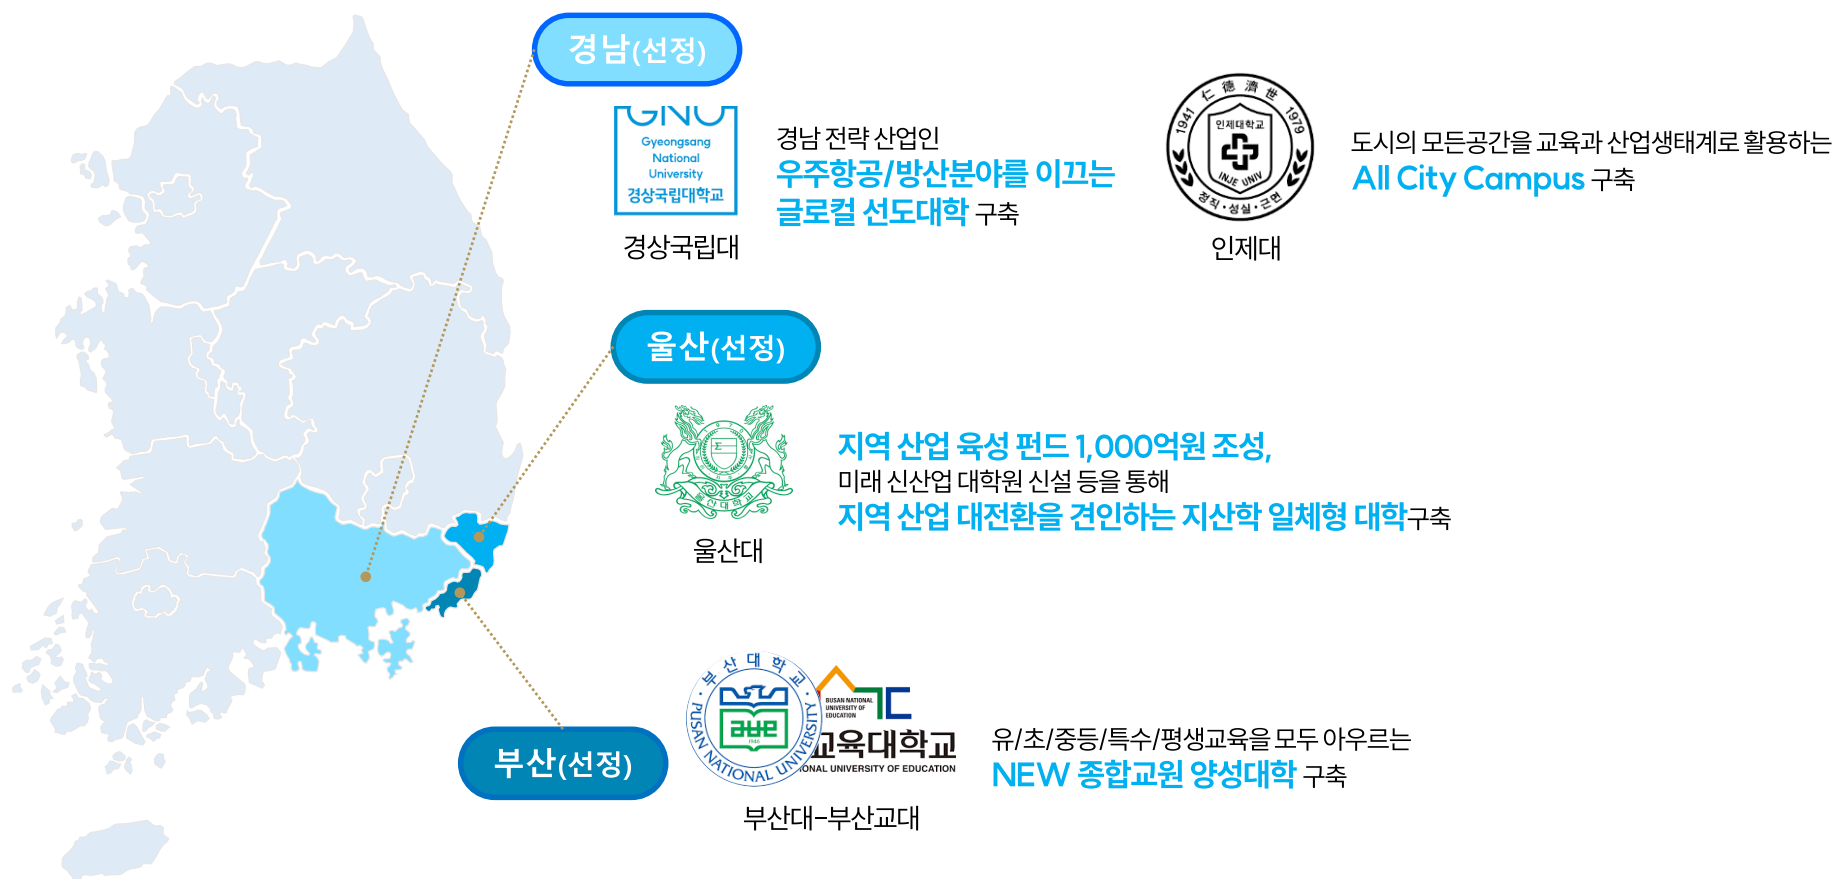 경남(선정)
GNU
Gyeongsang
National
University
경상국립대학교
경상국립대
경남 전략 산업인
우주항공/방산분야를 이끄는
글로컬 선도대학 구축
1941 仁德濟世 1979
인제대학교
INJE UNIV
정직·성실·근면
인제대
도시의 모든공간을 교육과 산업생태계로 활용하는
All City Campus 구축
울산(선정)
울산대학교
울산대
지역 산업 육성 펀드 1,000억원 조성,
미래 신산업 대학원 신설 등을 통해
지역 산업 대전환을 견인하는 지산학 일체형 대학구축
부산(선정)
부산대학교
PUSAN NATIONAL UNIVERSITY
1946
BUSAN NATIONAL
UNIVERSITY OF
EDUCATION
교육대학교
IONAL UNIVERSITY OF EDUCATION
부산대-부산교대
유/초/중등/특수/평생교육을 모두 아우르는
NEW 종합교원 양성대학 구축